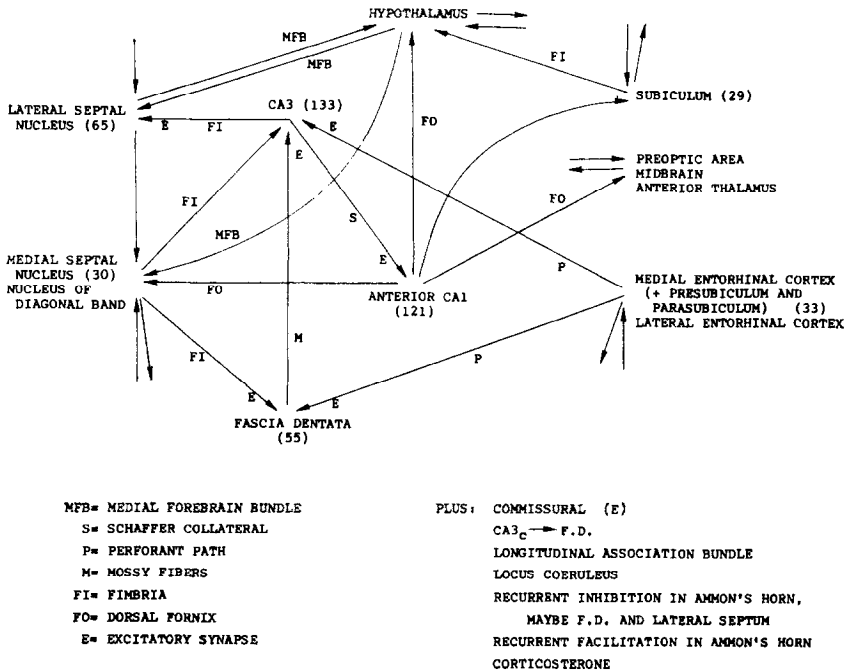 HYPOTHALAMUS
MFB
MFB
FI
LATERAL SEPTAL
NUCLEUS (65)
CA3 (133)
SUBICULUM (29)
E
FI
E
E
FO
PREOPTIC AREA
MIDBRAIN
ANTERIOR THALAMUS
FI
FO
S
MFB
E
P
MEDIAL SEPTAL
NUCLEUS (30)
NUCLEUS OF
DIAGONAL BAND
FO
ANTERIOR CA1
(121)
MEDIAL ENTORHINAL CORTEX
(+ PRESUBICULUM AND
PARASUBICULUM) (33)
LATERAL ENTORHINAL CORTEX
M
FI
P
E
E
FASCIA DENTATA
(55)
MFB= MEDIAL FOREBRAIN BUNDLE
S= SCHAFFER COLLATERAL
P= PERFORANT PATH
M= MOSSY FIBERS
FI= FIMBRIA
FO= DORSAL FORNIX
E= EXCITATORY SYNAPSE
PLUS: COMMISSURAL (E)
CA3c → F.D.
LONGITUDINAL ASSOCIATION BUNDLE
LOCUS COERULEUS
RECURRENT INHIBITION IN AMMON'S HORN,
MAYBE F.D. AND LATERAL SEPTUM
RECURRENT FACILITATION IN AMMON'S HORN
CORTICOSTERONE